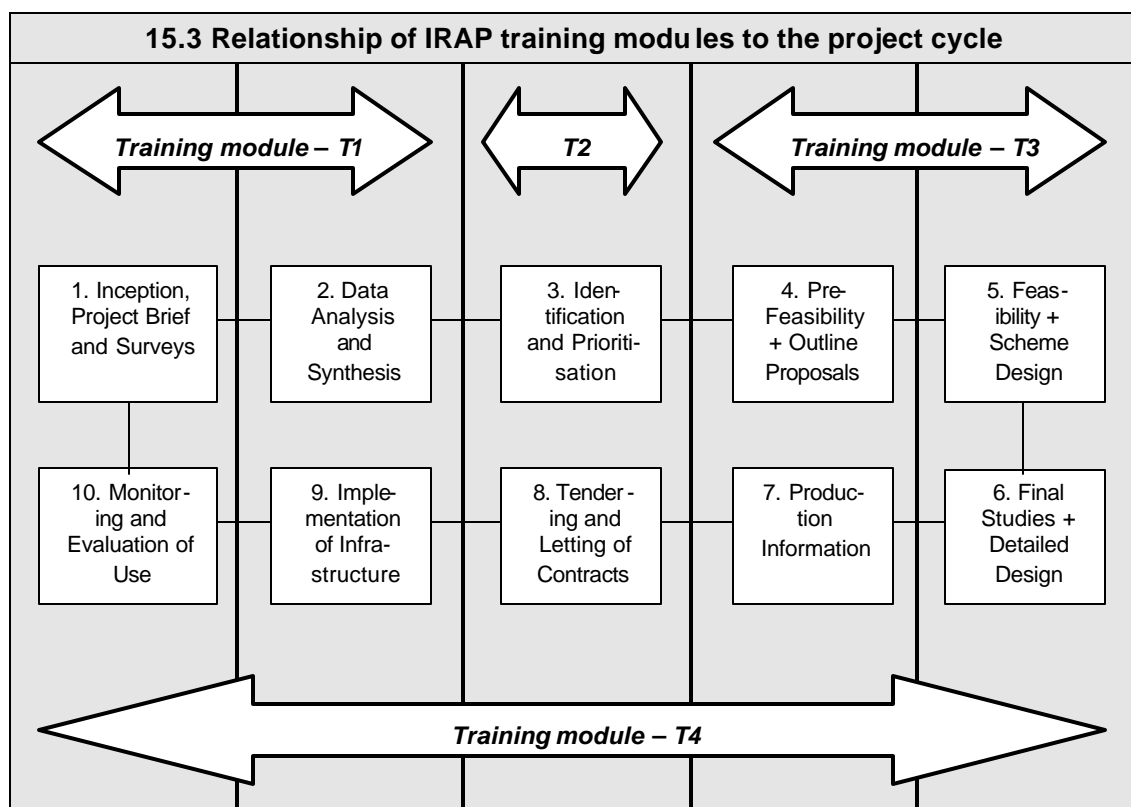 15.3 Relationship of IRAP training modules to the project cycle
Training module – T1
T2
Training module – T3
1. Inception,
Project Brief
and Surveys
2. Data
Analysis
and
Synthesis
3. Iden-
tification
and Prioriti-
sation
4. Pre-
Feasibility
+ Outline
Proposals
5. Feas-
ibility +
Scheme
Design
10. Monitor-
ing and
Evaluation of
Use
9. Imple-
mentation
of Infra-
structure
8. Tender-
ing and
Letting of
Contracts
7. Produc-
tion
Information
6. Final
Studies +
Detailed
Design
Training module – T4